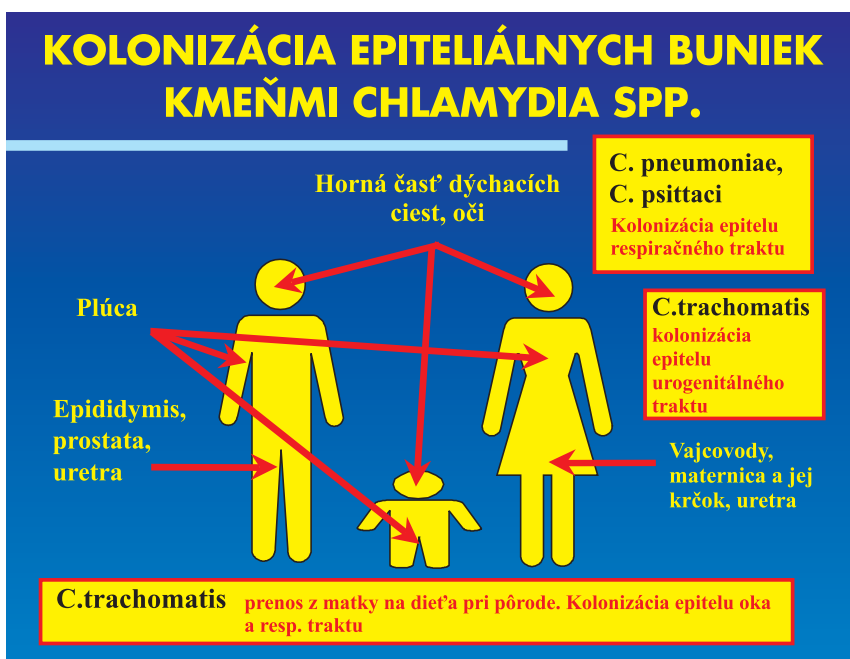 KOLONIZÁCIA EPITELIÁLNYCH BUNIEK
KMEŇMI CHLAMYDIA SPP.
Horná časť dýchacích
ciest, oči
C. pneumoniae,
C. psittaci
Kolonizácia epitelu
respiračného traktu
Plúca
C.trachomatis
kolonizácia
epitelu
urogenitálného
traktu
Epididymis,
prostata,
uretra
Vajcovody,
maternica a jej
krčok, uretra
C.trachomatis prenos z matky na dieťa pri pôrode. Kolonizácia epitelu oka
a resp. traktu